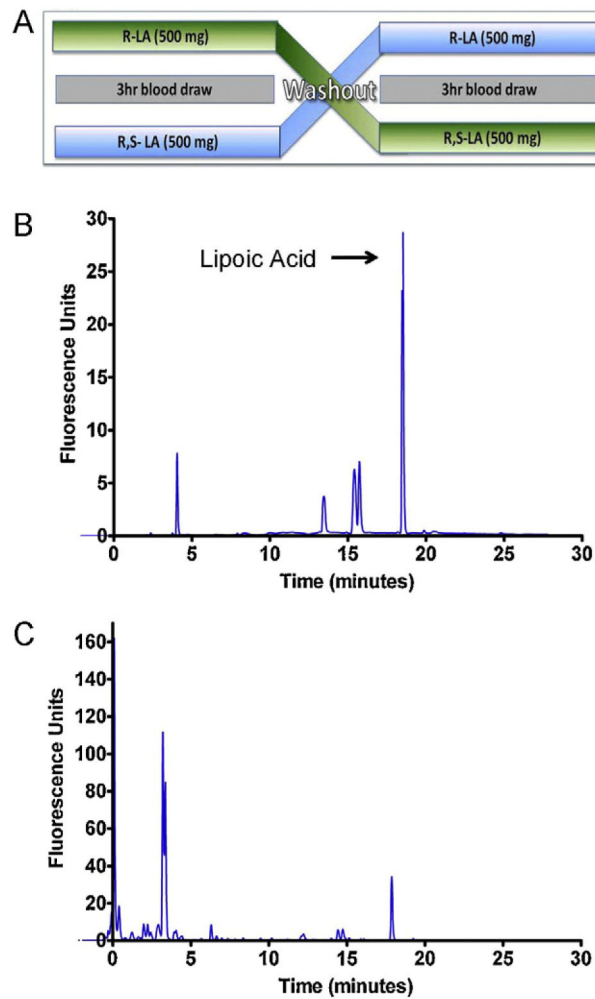 A
R-LA (500 mg)
R-LA (500 mg)
3hr blood draw
Washout
3hr blood draw
R,S- LA (500 mg)
R,S-LA (500 mg)
B
30
25
20
15
10
5
0
Fluorescence Units
Lipoic Acid
0 5 10 15 20 25 30
Time (minutes)
C
160
140
120
100
80
60
40
20
0
Fluorescence Units
0 5 10 15 20 25 30
Time (minutes)